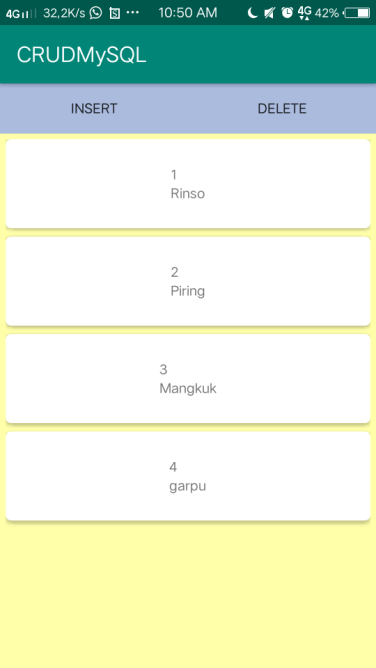 4G 32,2K/s ... 10:50 AM 4G 42%
CRUDMySQL
INSERT DELETE
1
Rinso
2
Piring
3
Mangkuk
4
garpu